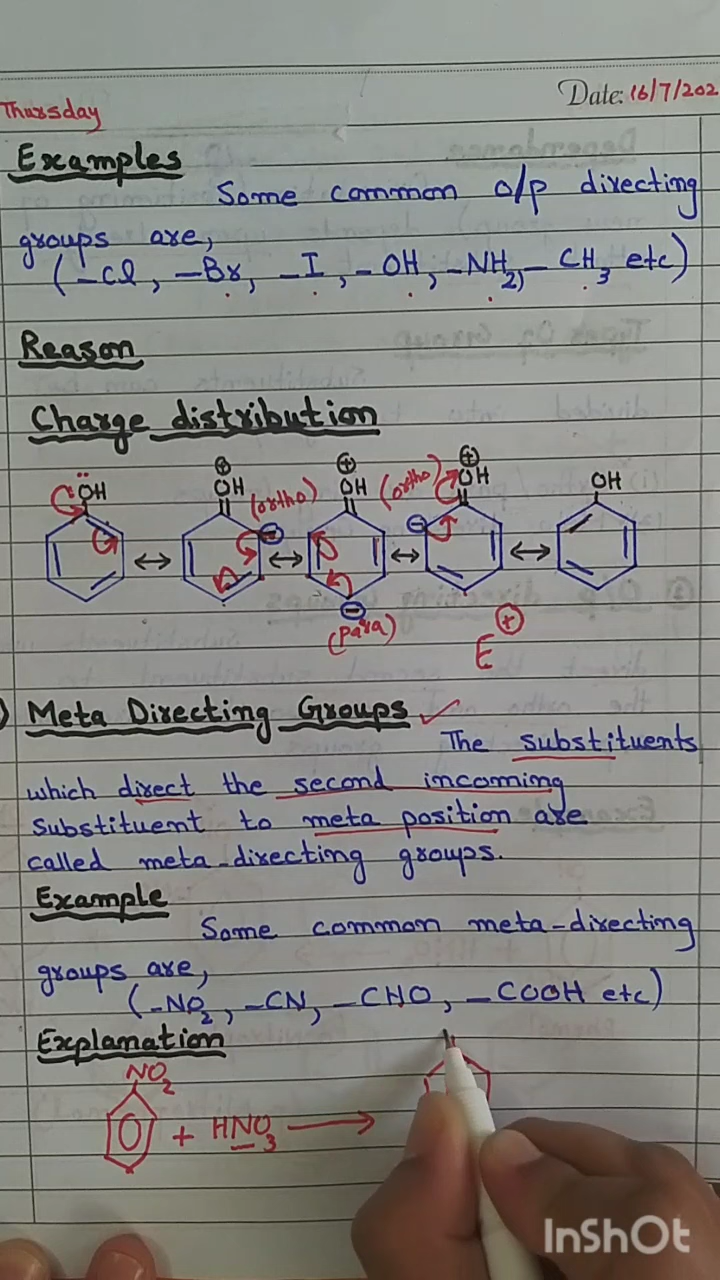 Thursday
Date: 16/7/202
Examples
Some common o/p directing
groups are,
(-Cl, -Br, -I, -OH, -NH2, -CH3 etc)
Reason
Charge distribution
ÖH ⊕ OH (ortho) ⊕ OH (ortho) ⊕ OH OH
⊖ ⊖
⊖
(para)
E⊕
) Meta Directing Groups ✓
The substituents
which direct the second incoming
substituent to meta position are
called meta-directing groups.
Example
Some common meta-directing
groups are,
(-NO2, -CN, -CHO, -COOH etc)
Explanation
NO2
+ HNO3 →
InShOt